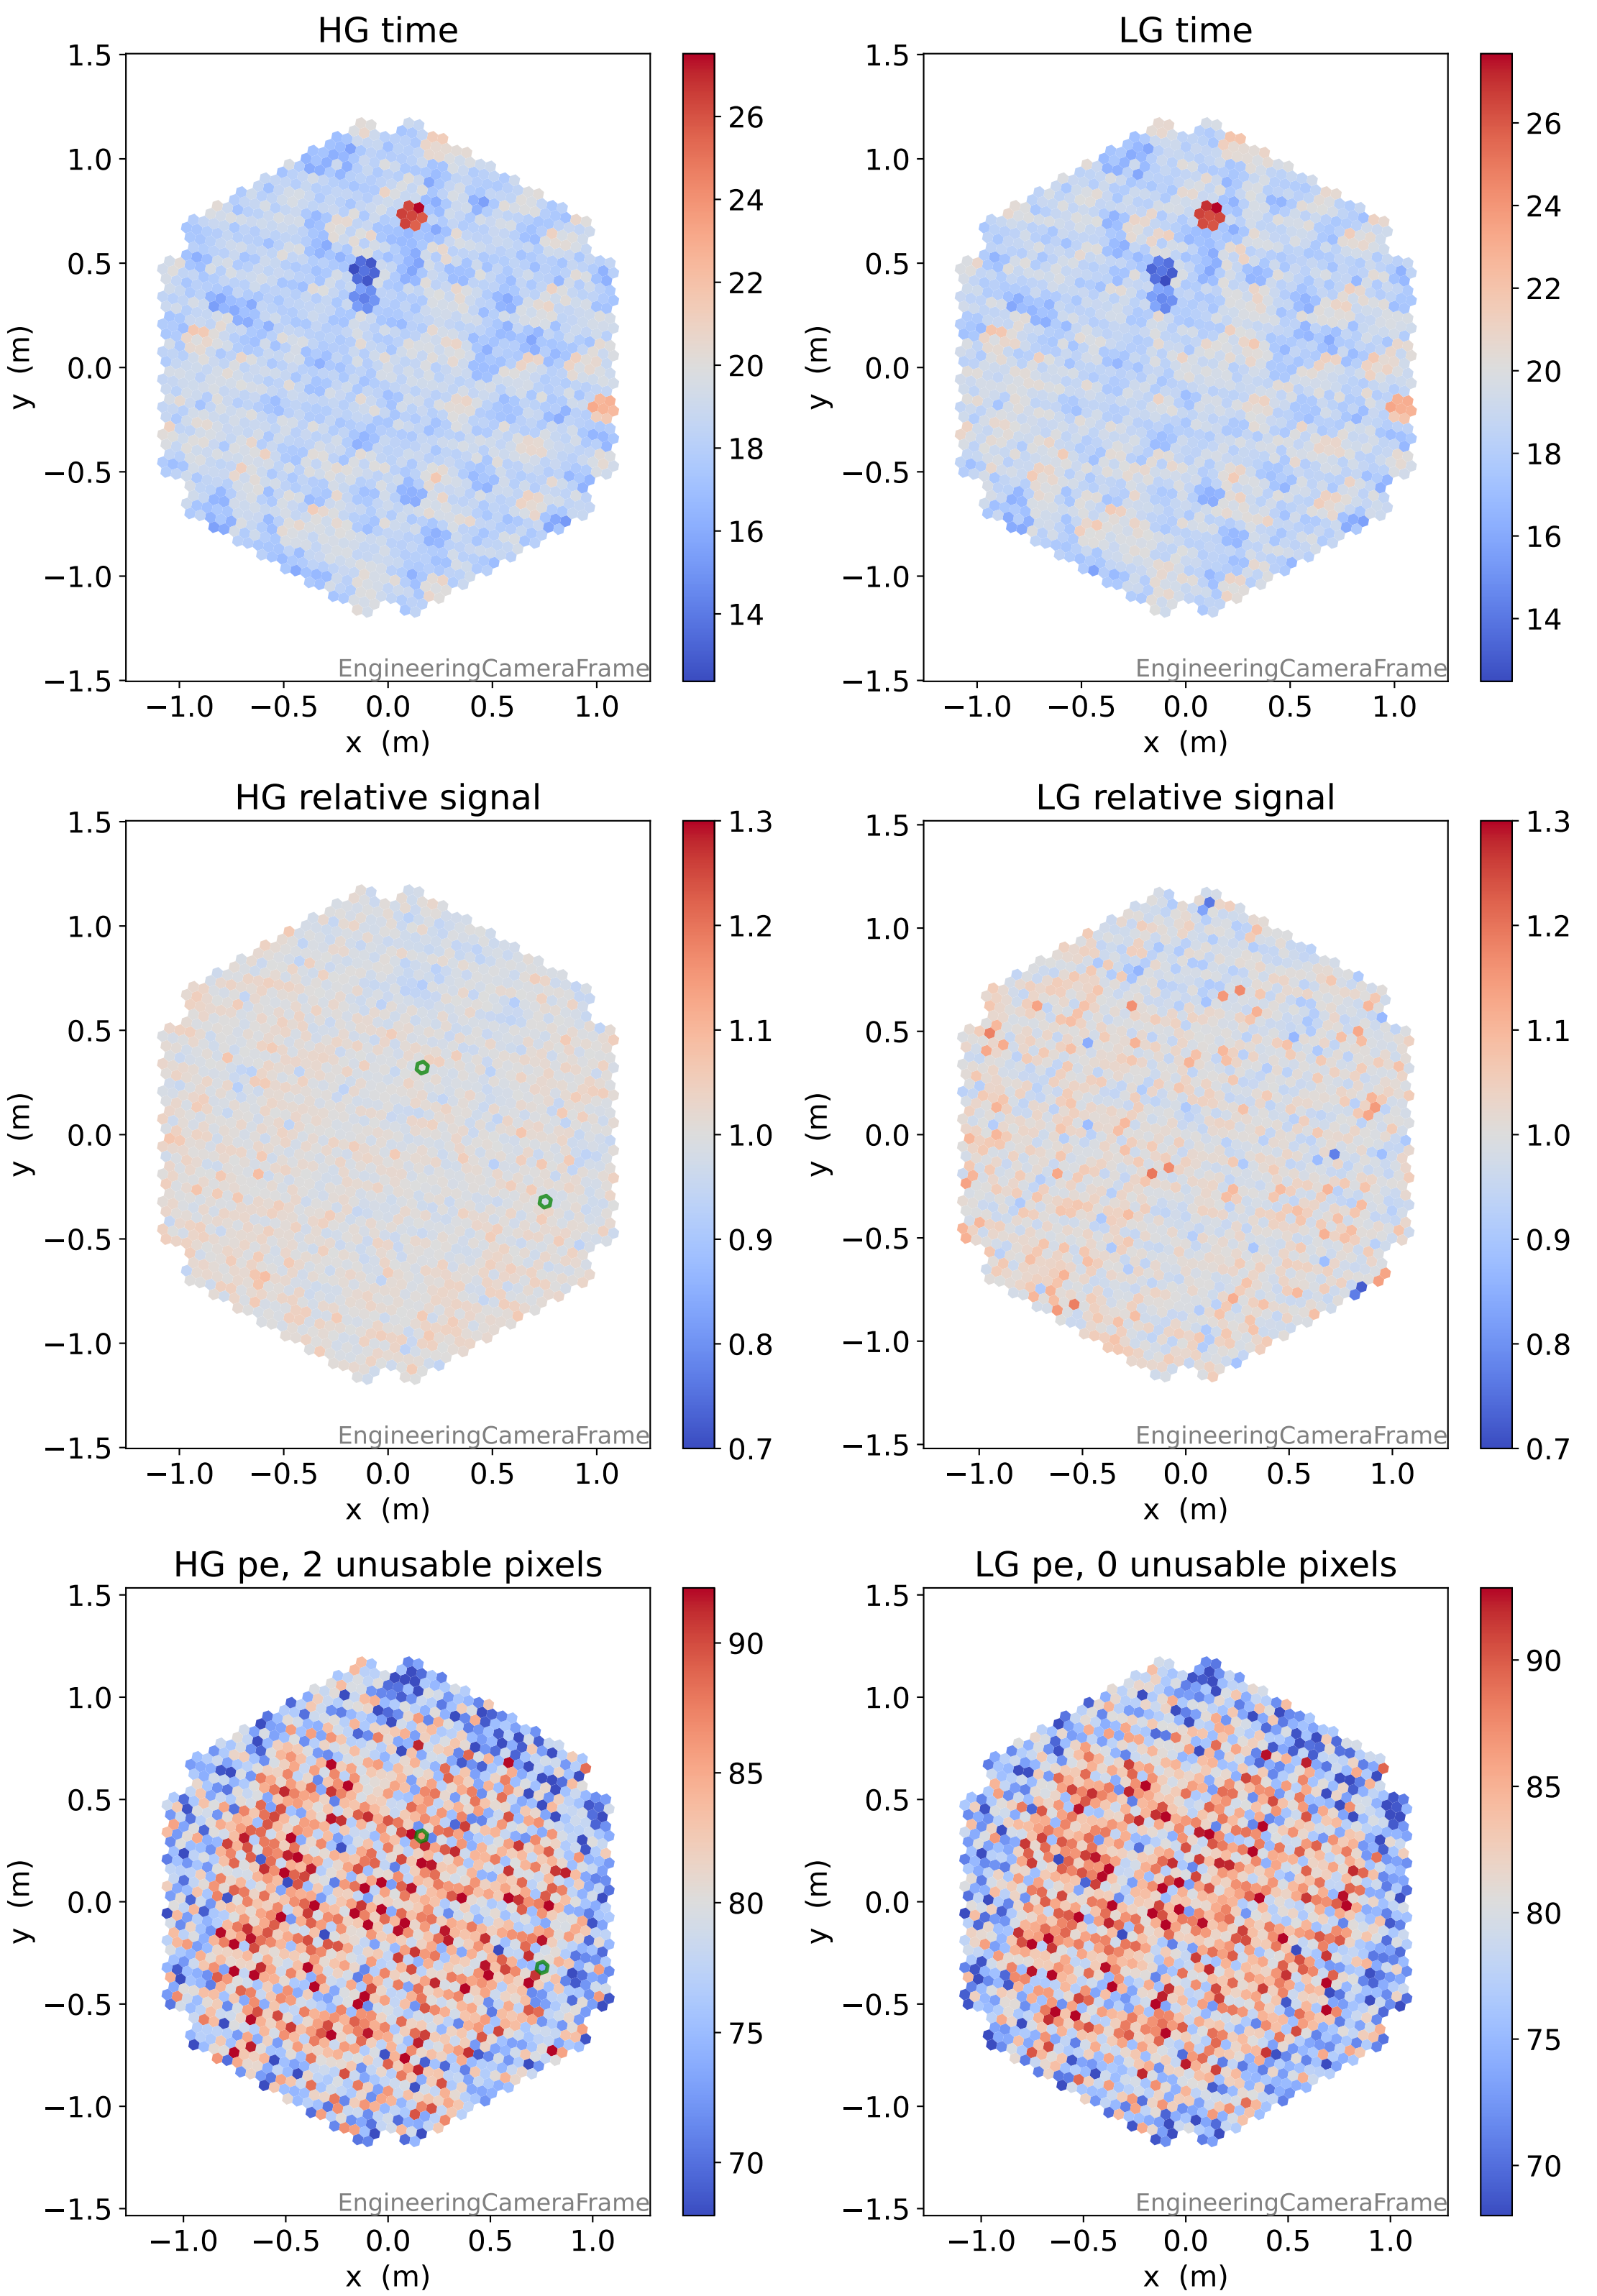 HG time
1.5
1.0
0.5
0.0
−0.5
−1.0
−1.5
y (m)
−1.0 −0.5 0.0 0.5 1.0
x (m)
EngineeringCameraFrame
26
24
22
20
18
16
14
LG time
1.5
1.0
0.5
0.0
−0.5
−1.0
−1.5
y (m)
−1.0 −0.5 0.0 0.5 1.0
x (m)
EngineeringCameraFrame
26
24
22
20
18
16
14
HG relative signal
1.5
1.0
0.5
0.0
−0.5
−1.0
−1.5
y (m)
−1.0 −0.5 0.0 0.5 1.0
x (m)
EngineeringCameraFrame
1.3
1.2
1.1
1.0
0.9
0.8
0.7
LG relative signal
1.5
1.0
0.5
0.0
−0.5
−1.0
−1.5
y (m)
−1.0 −0.5 0.0 0.5 1.0
x (m)
EngineeringCameraFrame
1.3
1.2
1.1
1.0
0.9
0.8
0.7
HG pe, 2 unusable pixels
1.5
1.0
0.5
0.0
−0.5
−1.0
−1.5
y (m)
−1.0 −0.5 0.0 0.5 1.0
x (m)
EngineeringCameraFrame
90
85
80
75
70
LG pe, 0 unusable pixels
1.5
1.0
0.5
0.0
−0.5
−1.0
−1.5
y (m)
−1.0 −0.5 0.0 0.5 1.0
x (m)
EngineeringCameraFrame
90
85
80
75
70